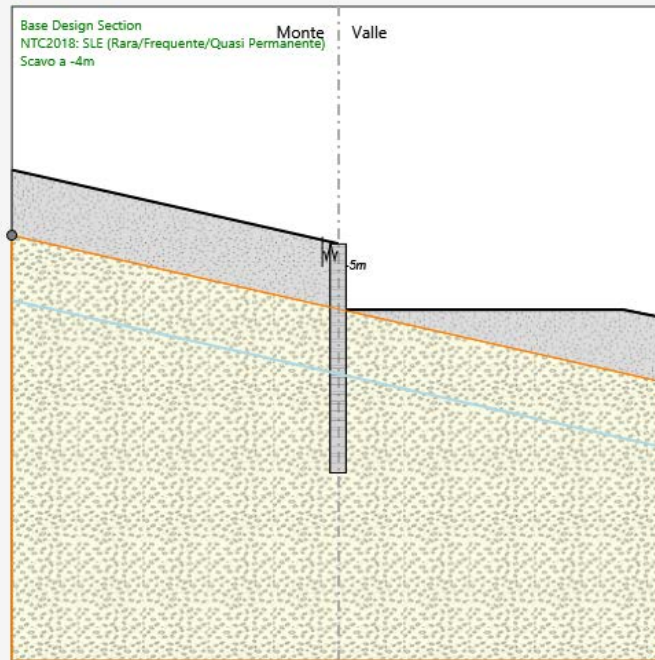 Base Design Section
NTC2018: SLE (Rara/Frequente/Quasi Permanente)
Scavo a -4m
Monte
Valle
-5m